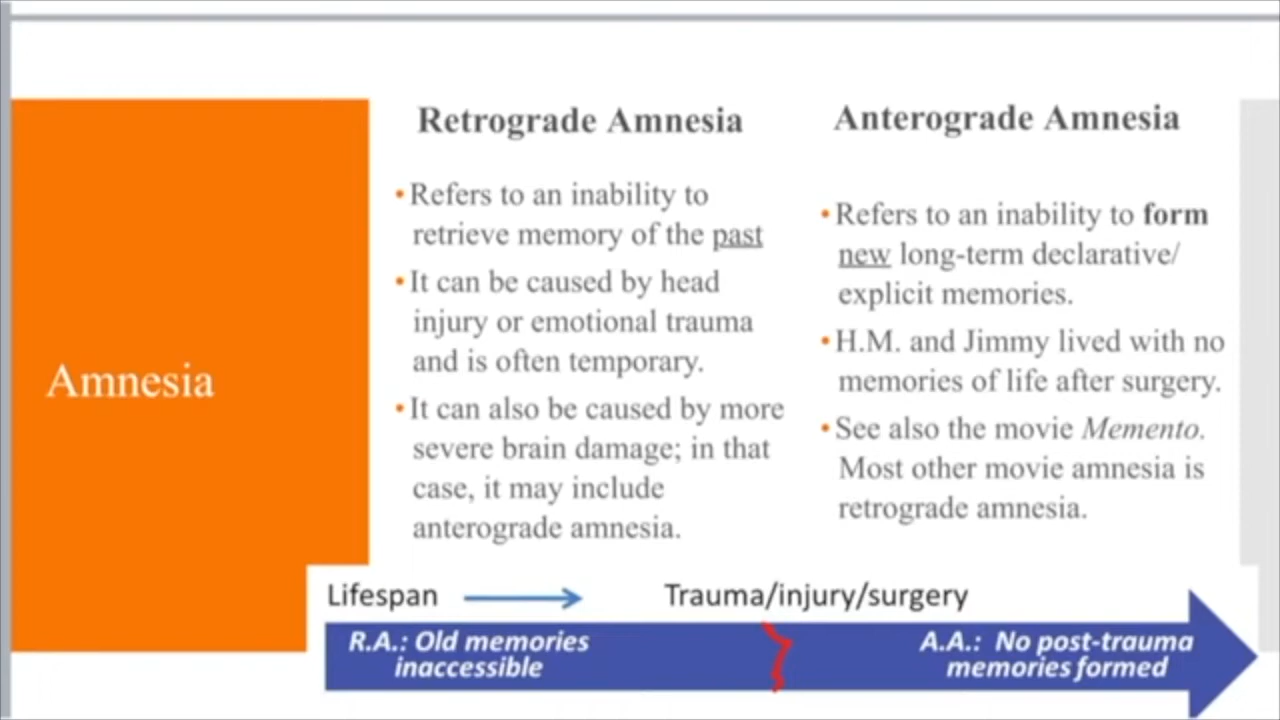 Amnesia
Retrograde Amnesia
•Refers to an inability to
retrieve memory of the past
•It can be caused by head
injury or emotional trauma
and is often temporary.
•It can also be caused by more
severe brain damage; in that
case, it may include
anterograde amnesia.
Anterograde Amnesia
•Refers to an inability to form
new long-term declarative/
explicit memories.
•H.M. and Jimmy lived with no
memories of life after surgery.
•See also the movie Memento.
Most other movie amnesia is
retrograde amnesia.
Lifespan
Trauma/injury/surgery
R.A.: Old memories
inaccessible
A.A.: No post-trauma
memories formed